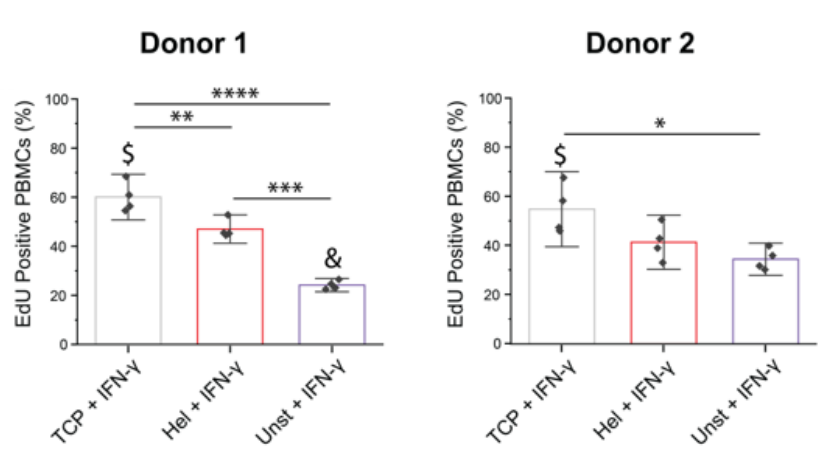 Donor 1
EdU Positive PBMCs (%)
100
80
60
40
20
0
****
**
***
$
&
TCP + IFN-γ
Hel + IFN-γ
Unst + IFN-γ
Donor 2
EdU Positive PBMCs (%)
100
80
60
40
20
0
*
$
TCP + IFN-γ
Hel + IFN-γ
Unst + IFN-γ